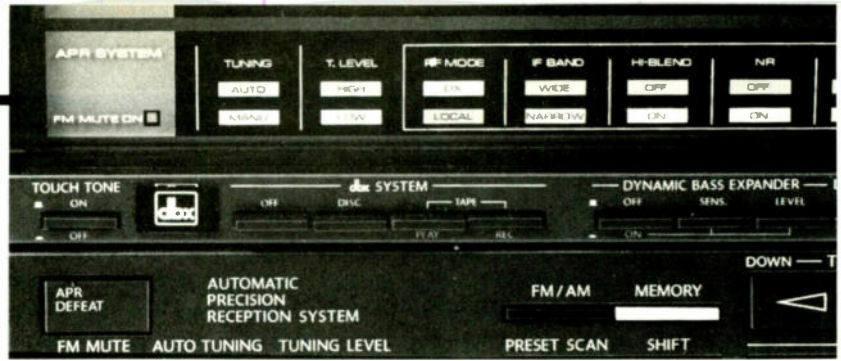 APR SYSTEM
TUNING T. LEVEL RF MODE IF BAND HI-BLEND NR
AUTO HIGH DX WIDE OFF OFF
FM MUTE ON MANU LOW LOCAL NARROW ON ON
TOUCH TONE dbx SYSTEM DYNAMIC BASS EXPANDER
ON dbx OFF DISC TAPE OFF SENS. LEVEL
OFF PLAY REC ON
DOWN
APR DEFEAT
AUTOMATIC
PRECISION
RECEPTION SYSTEM
FM/AM MEMORY
FM MUTE AUTO TUNING TUNING LEVEL PRESET SCAN SHIFT